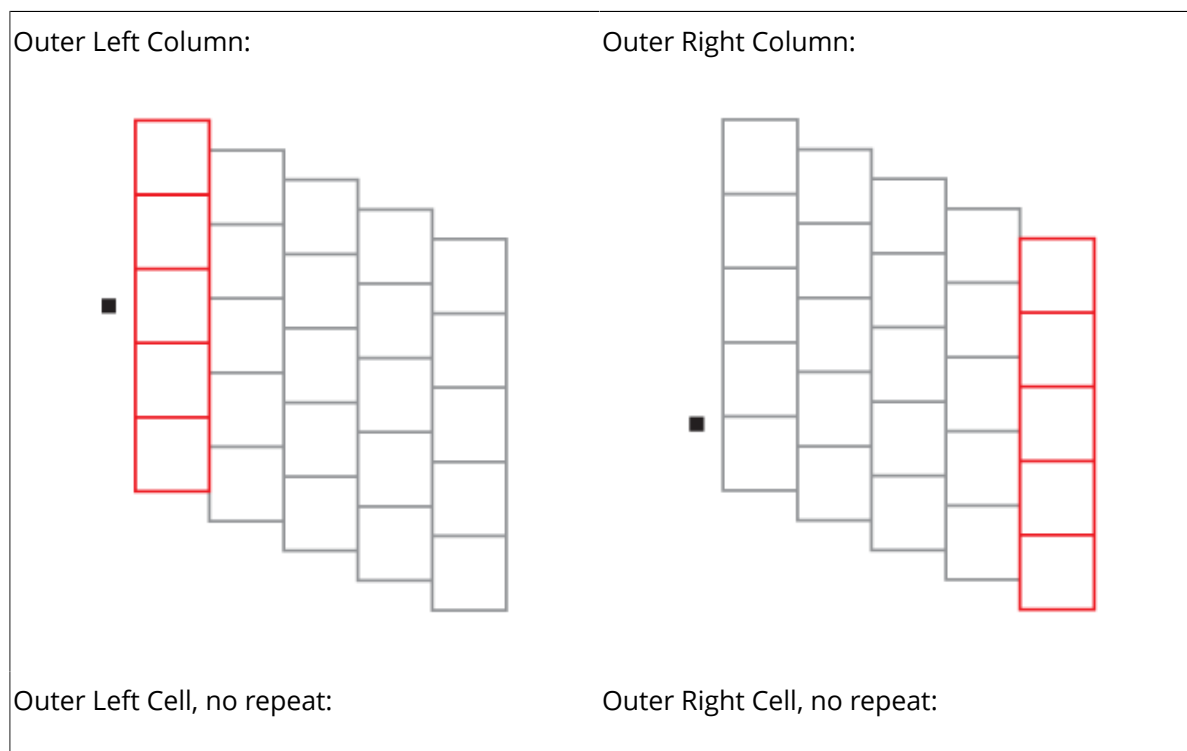 Outer Left Column:
Outer Right Column:
Outer Left Cell, no repeat:
Outer Right Cell, no repeat: